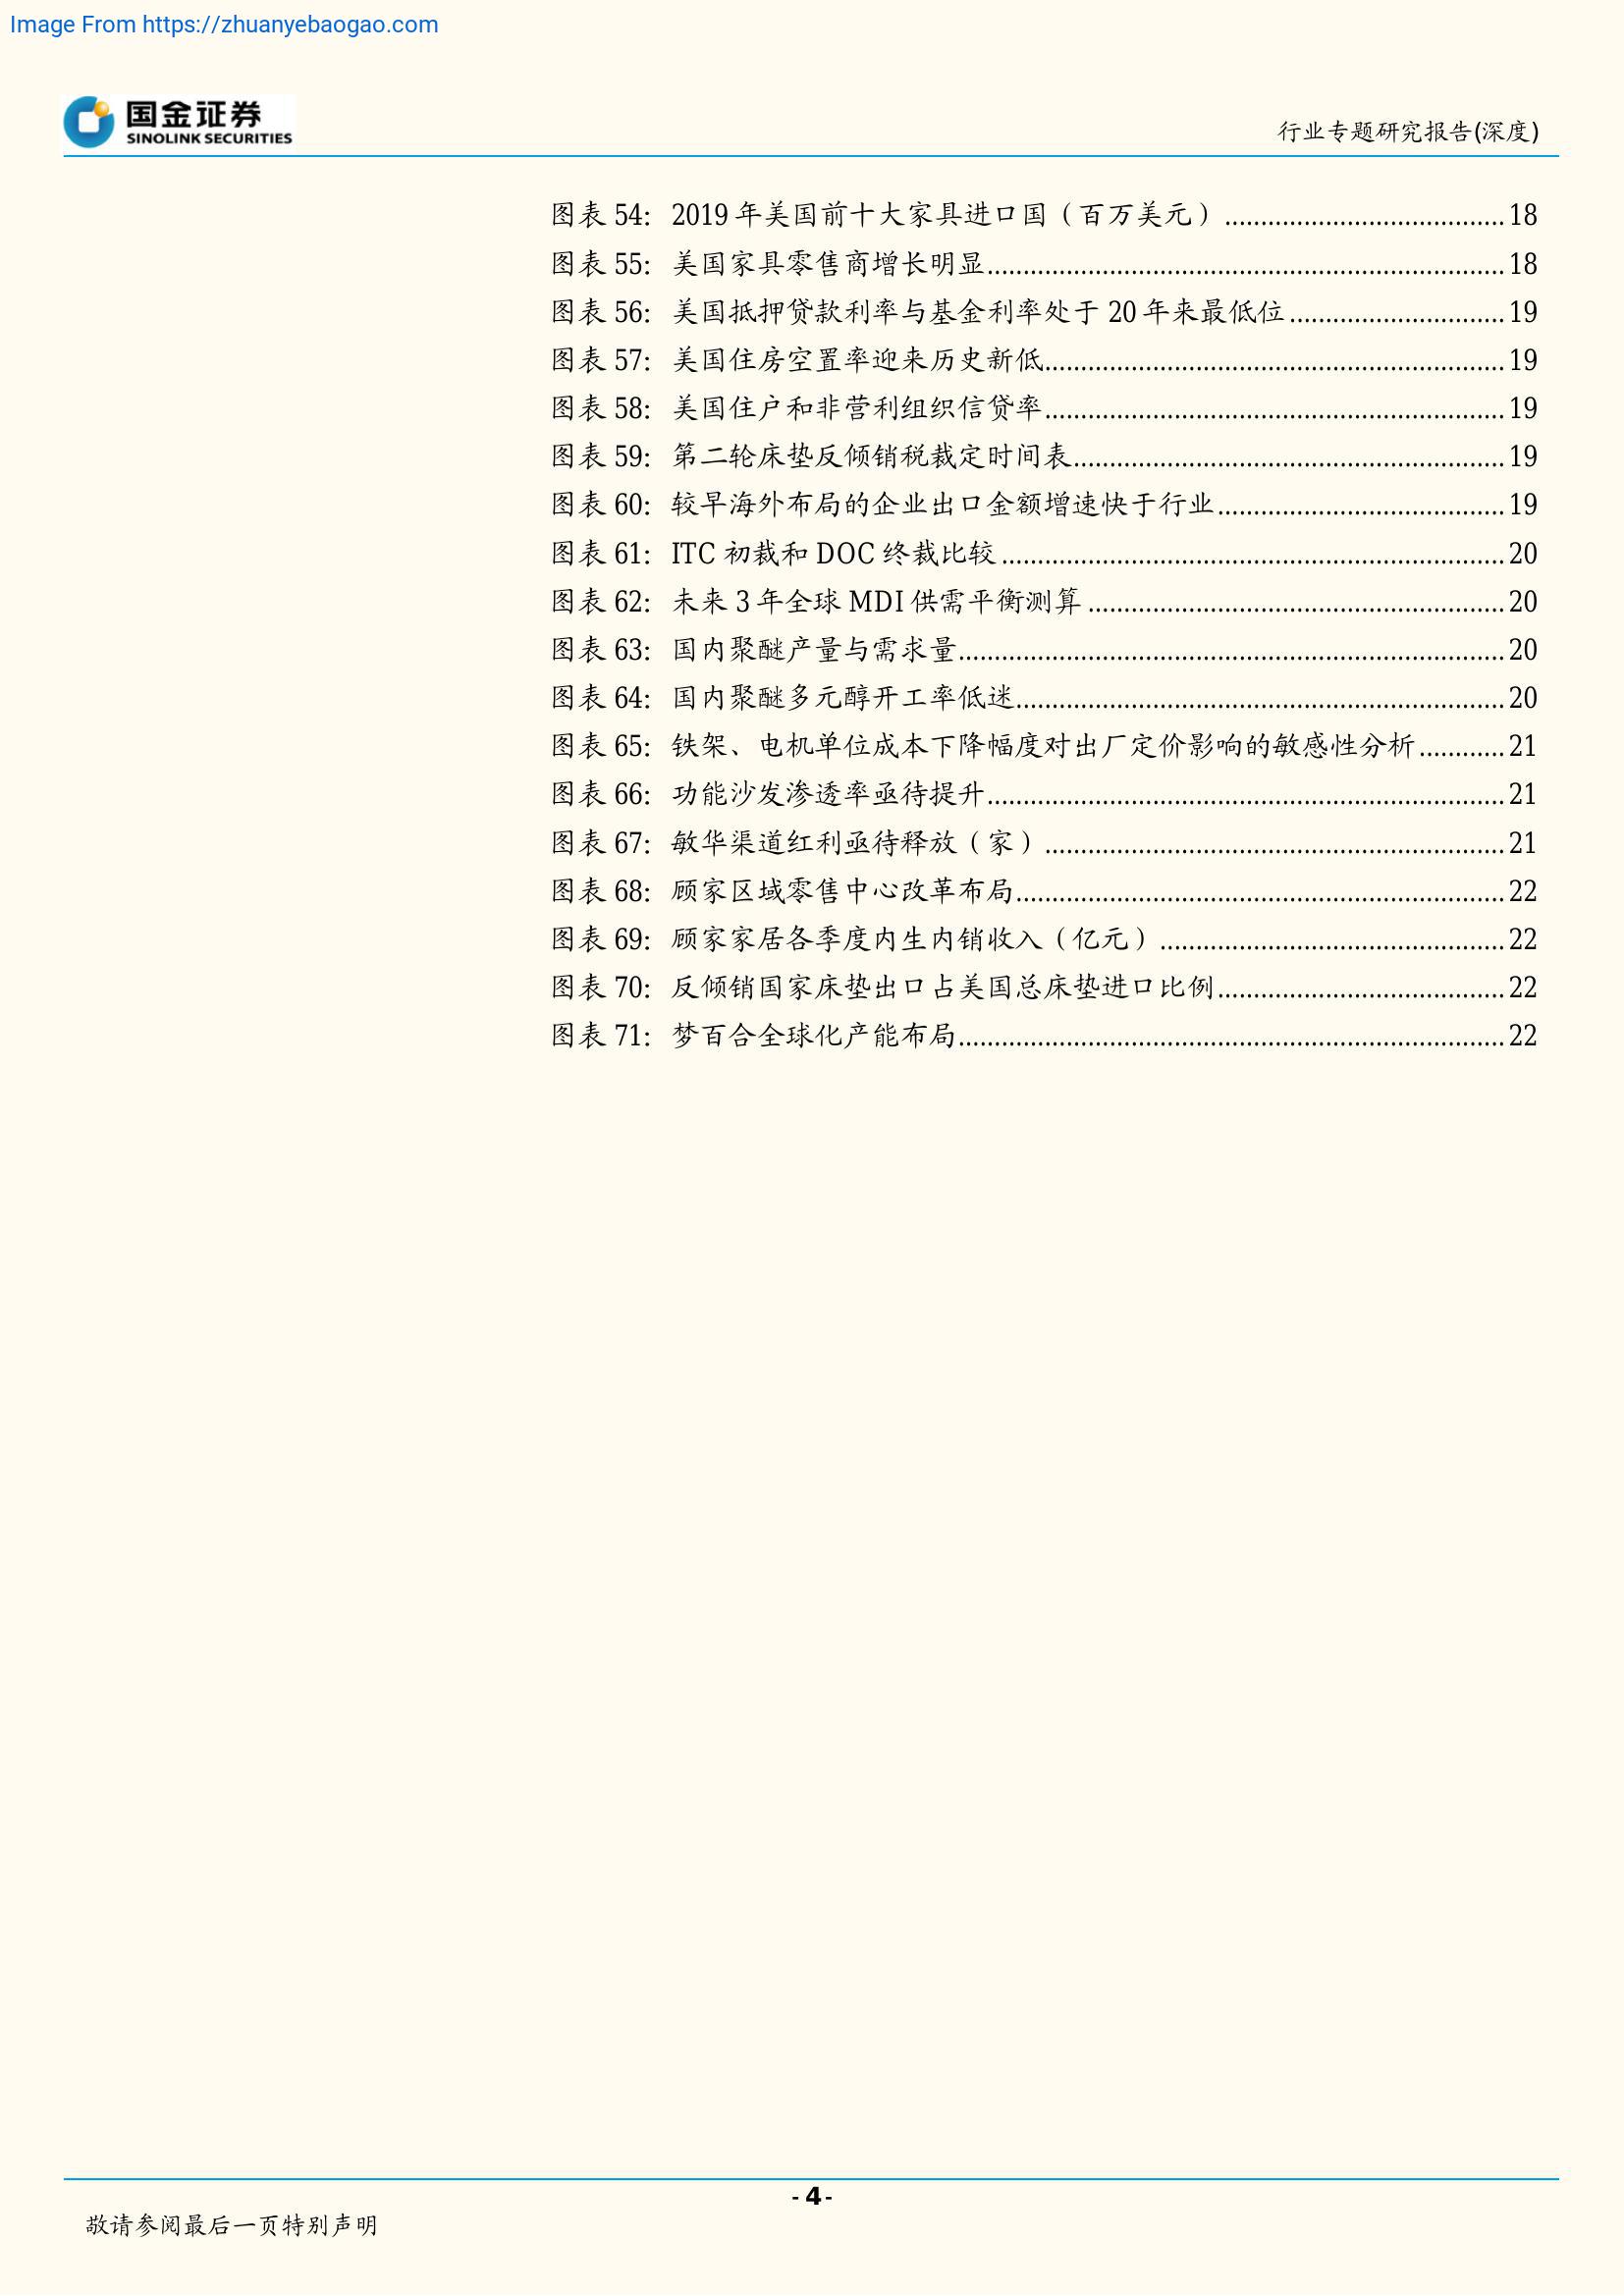 Image From https://zhuanyebaogao.com
国金证券
SINOLINK SECURITIES
行业专题研究报告(深度)
图表 54: 2019 年美国前十大家具进口国（百万美元）.......................................18
图表 55: 美国家具零售商增长明显........................................................................18
图表 56: 美国抵押贷款利率与基金利率处于 20 年来最低位..............................19
图表 57: 美国住房空置率迎来历史新低................................................................19
图表 58: 美国住户和非营利组织信贷率................................................................19
图表 59: 第二轮床垫反倾销税裁定时间表............................................................19
图表 60: 较早海外布局的企业出口金额增速快于行业........................................19
图表 61: ITC 初裁和 DOC 终裁比较......................................................................20
图表 62: 未来 3 年全球 MDI 供需平衡测算..........................................................20
图表 63: 国内聚醚产量与需求量............................................................................20
图表 64: 国内聚醚多元醇开工率低迷....................................................................20
图表 65: 铁架、电机单位成本下降幅度对出厂定价影响的敏感性分析............21
图表 66: 功能沙发渗透率亟待提升........................................................................21
图表 67: 敏华渠道红利亟待释放（家）................................................................21
图表 68: 顾家区域零售中心改革布局....................................................................22
图表 69: 顾家家居各季度内生内销收入（亿元）................................................22
图表 70: 反倾销国家床垫出口占美国总床垫进口比例........................................22
图表 71: 梦百合全球化产能布局............................................................................22
- 4 -
敬请参阅最后一页特别声明